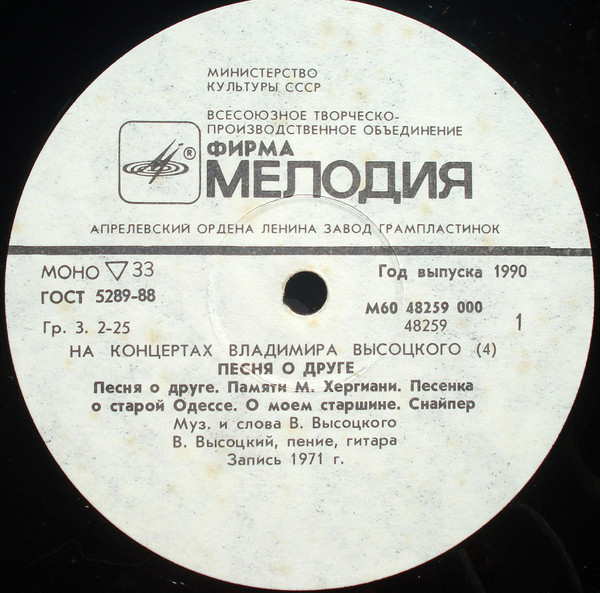 МИНИСТЕРСТВО
КУЛЬТУРЫ СССР
ВСЕСОЮЗНОЕ ТВОРЧЕСКО-
ПРОИЗВОДСТВЕННОЕ ОБЪЕДИНЕНИЕ
®
ФИРМА
МЕЛОДИЯ
АПРЕЛЕВСКИЙ ОРДЕНА ЛЕНИНА ЗАВОД ГРАМПЛАСТИНОК
МОНО ▽ 33
Год выпуска 1990
ГОСТ 5289-88
М60 48259 000
Гр. 3. 2-25
48259
1
НА КОНЦЕРТАХ ВЛАДИМИРА ВЫСОЦКОГО (4)
ПЕСНЯ О ДРУГЕ
Песня о друге. Памяти М. Хергиани. Песенка
о старой Одессе. О моем старшине. Снайпер
Муз. и слова В. Высоцкого
В. Высоцкий, пение, гитара
Запись 1971 г.